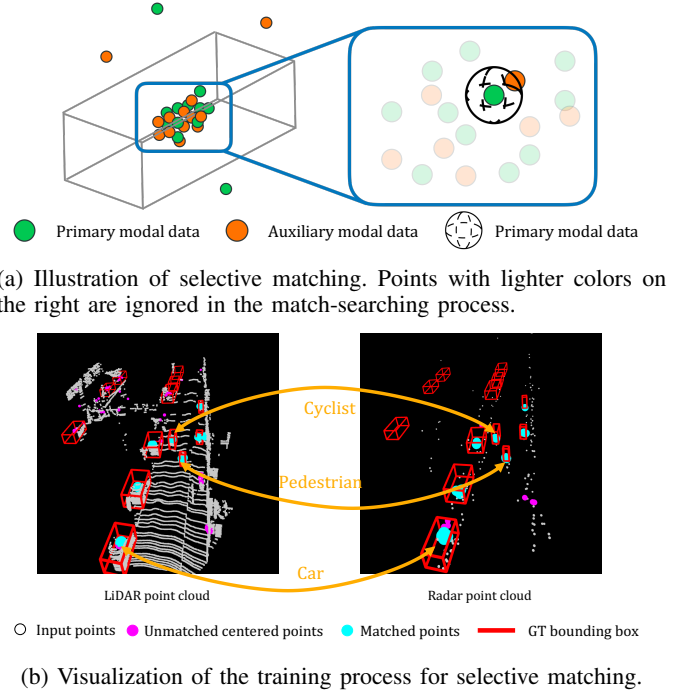 Primary modal data Auxiliary modal data Primary modal data
(a) Illustration of selective matching. Points with lighter colors on
the right are ignored in the match-searching process.
Cyclist
Pedestrian
Car
LiDAR point cloud Radar point cloud
Input points Unmatched centered points Matched points GT bounding box
(b) Visualization of the training process for selective matching.